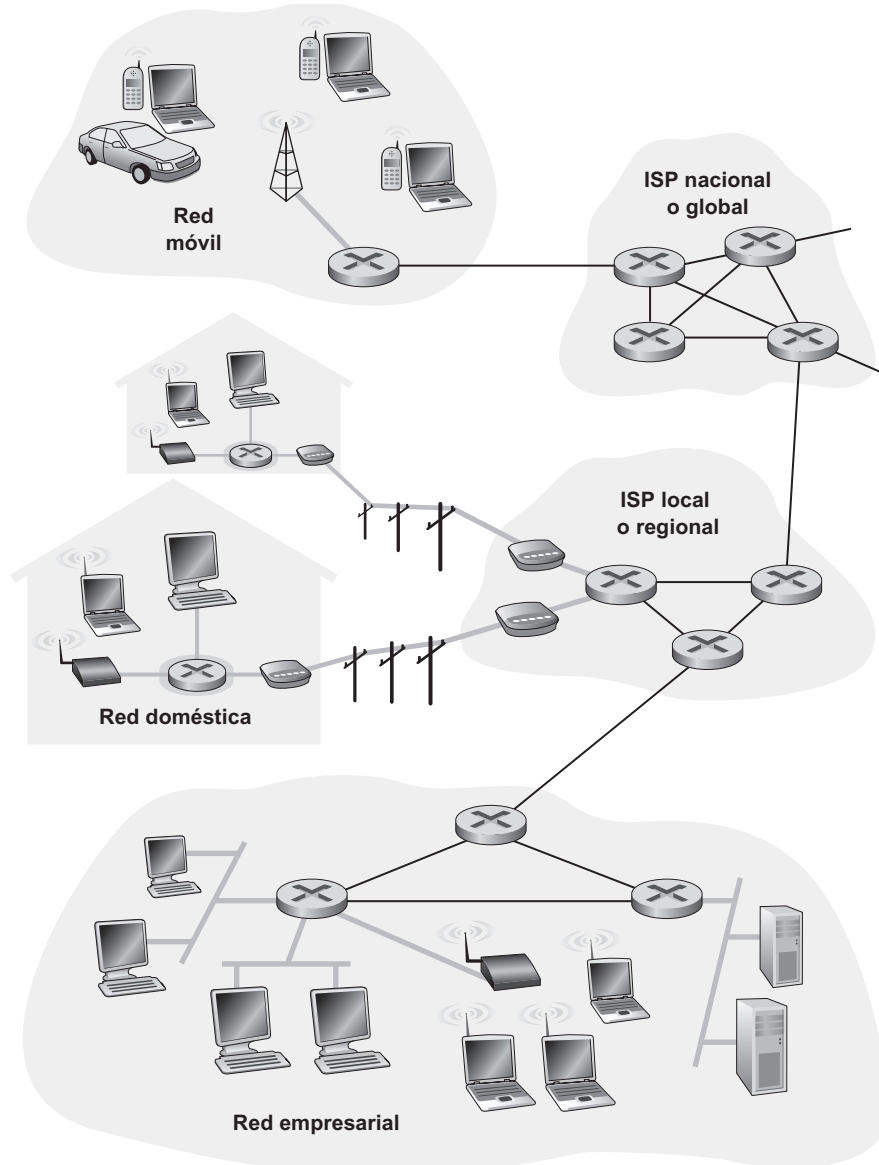 Red
móvil
ISP nacional
o global
ISP local
o regional
Red doméstica
Red empresarial